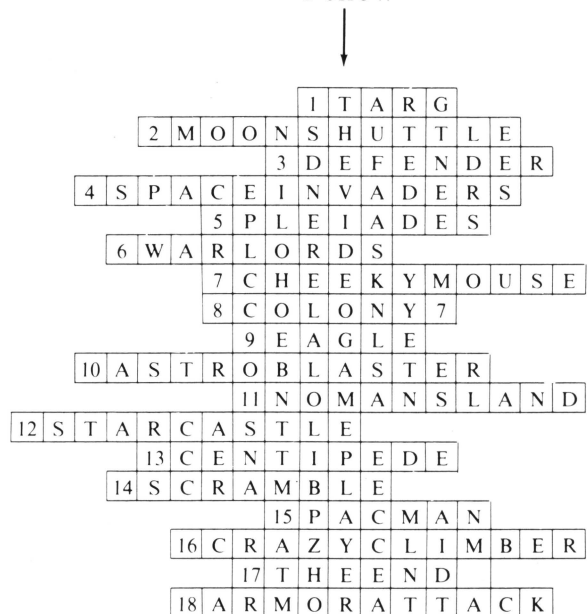 1 TARG
2 MOONSHUTTLE
3 DEFENDER
4 SPACEINVADERS
5 PLEIADES
6 WARLORDS
7 CHEEKYMOUSE
8 COLONY7
9 EAGLE
10 ASTROBLASTER
11 NOMANSLAND
12 STARCASTLE
13 CENTIPEDE
14 SCRAMBLE
15 PACMAN
16 CRAZYCLIMBER
17 THEEND
18 ARMORATTACK